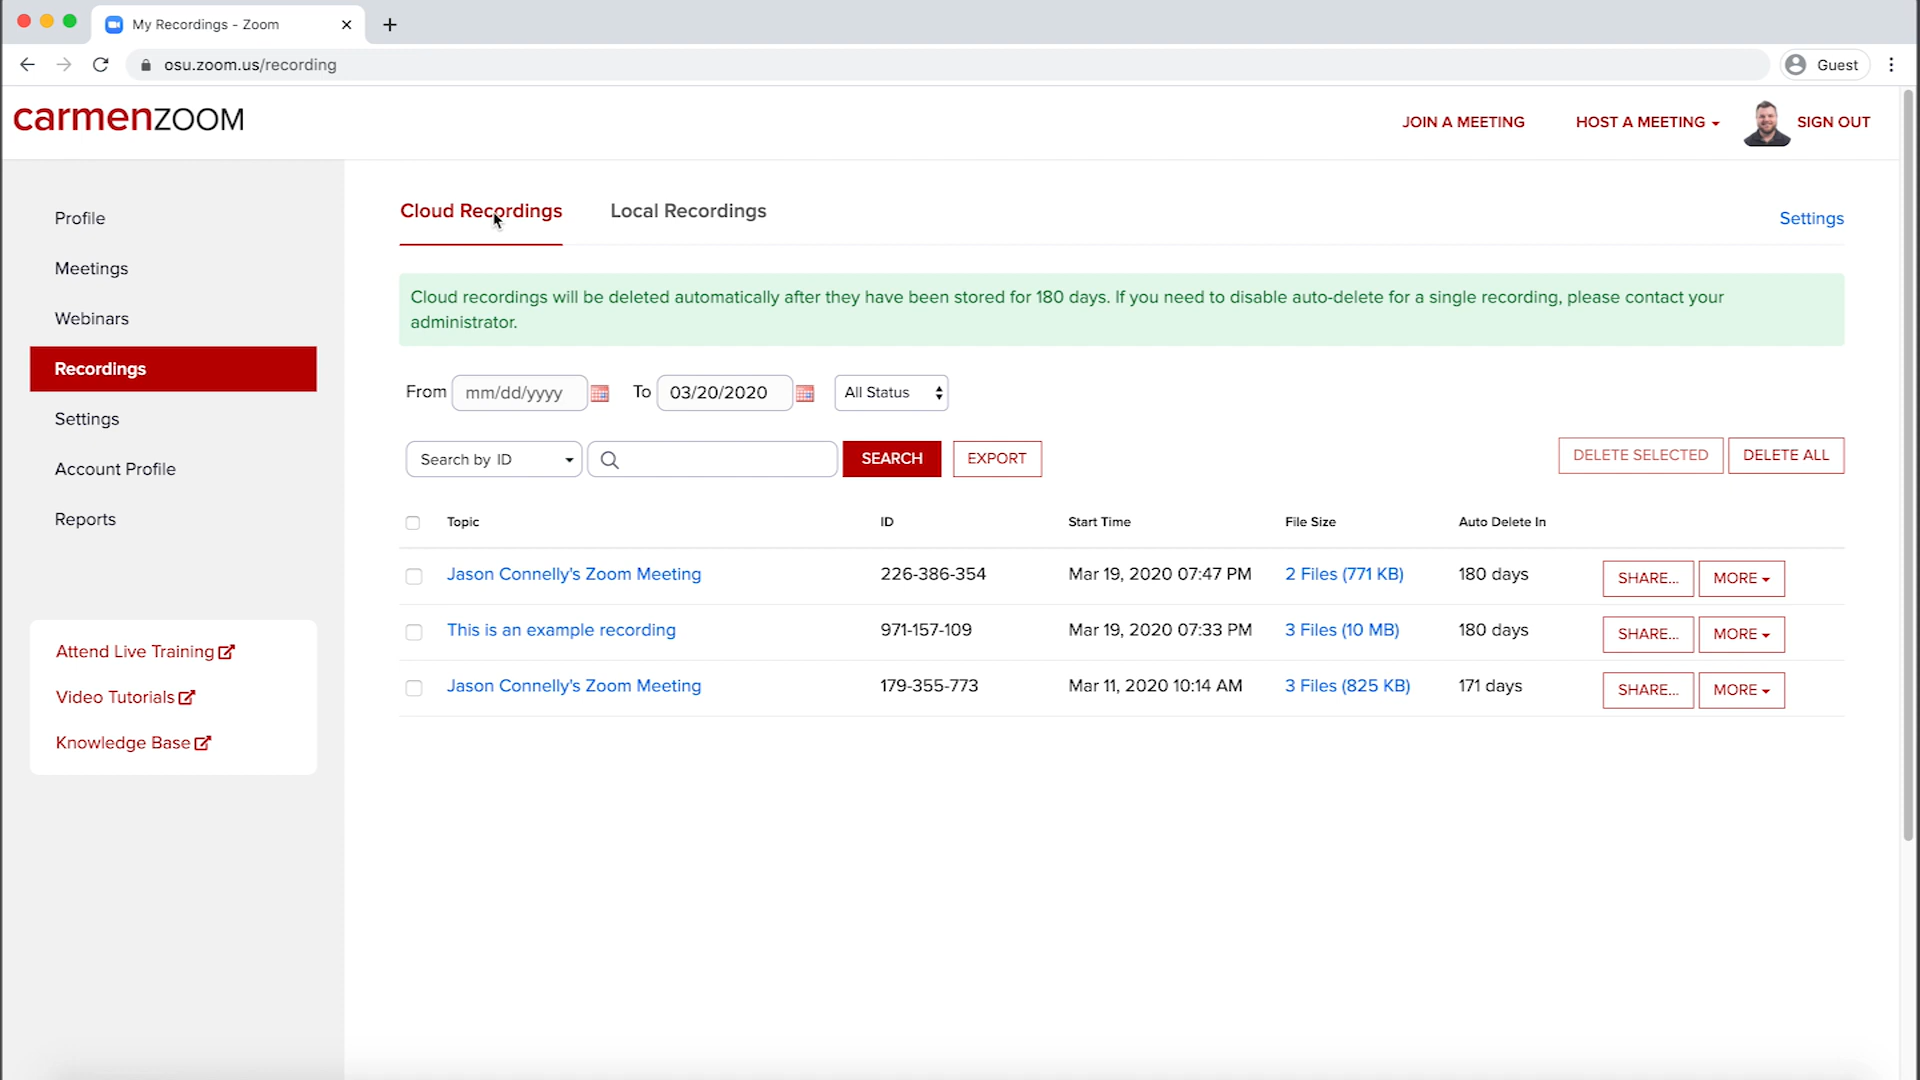 My Recordings - Zoom
osu.zoom.us/recording
Guest
carmenZOOM
JOIN A MEETING
HOST A MEETING
SIGN OUT
Profile
Meetings
Webinars
Recordings
Settings
Account Profile
Reports
Attend Live Training
Video Tutorials
Knowledge Base
Cloud Recordings
Local Recordings
Settings
Cloud recordings will be deleted automatically after they have been stored for 180 days. If you need to disable auto-delete for a single recording, please contact your
administrator.
From mm/dd/yyyy To 03/20/2020 All Status
Search by ID SEARCH EXPORT DELETE SELECTED DELETE ALL
Topic ID Start Time File Size Auto Delete In
Jason Connelly's Zoom Meeting 226-386-354 Mar 19, 2020 07:47 PM 2 Files (771 KB) 180 days SHARE... MORE
This is an example recording 971-157-109 Mar 19, 2020 07:33 PM 3 Files (10 MB) 180 days SHARE... MORE
Jason Connelly's Zoom Meeting 179-355-773 Mar 11, 2020 10:14 AM 3 Files (825 KB) 171 days SHARE... MORE